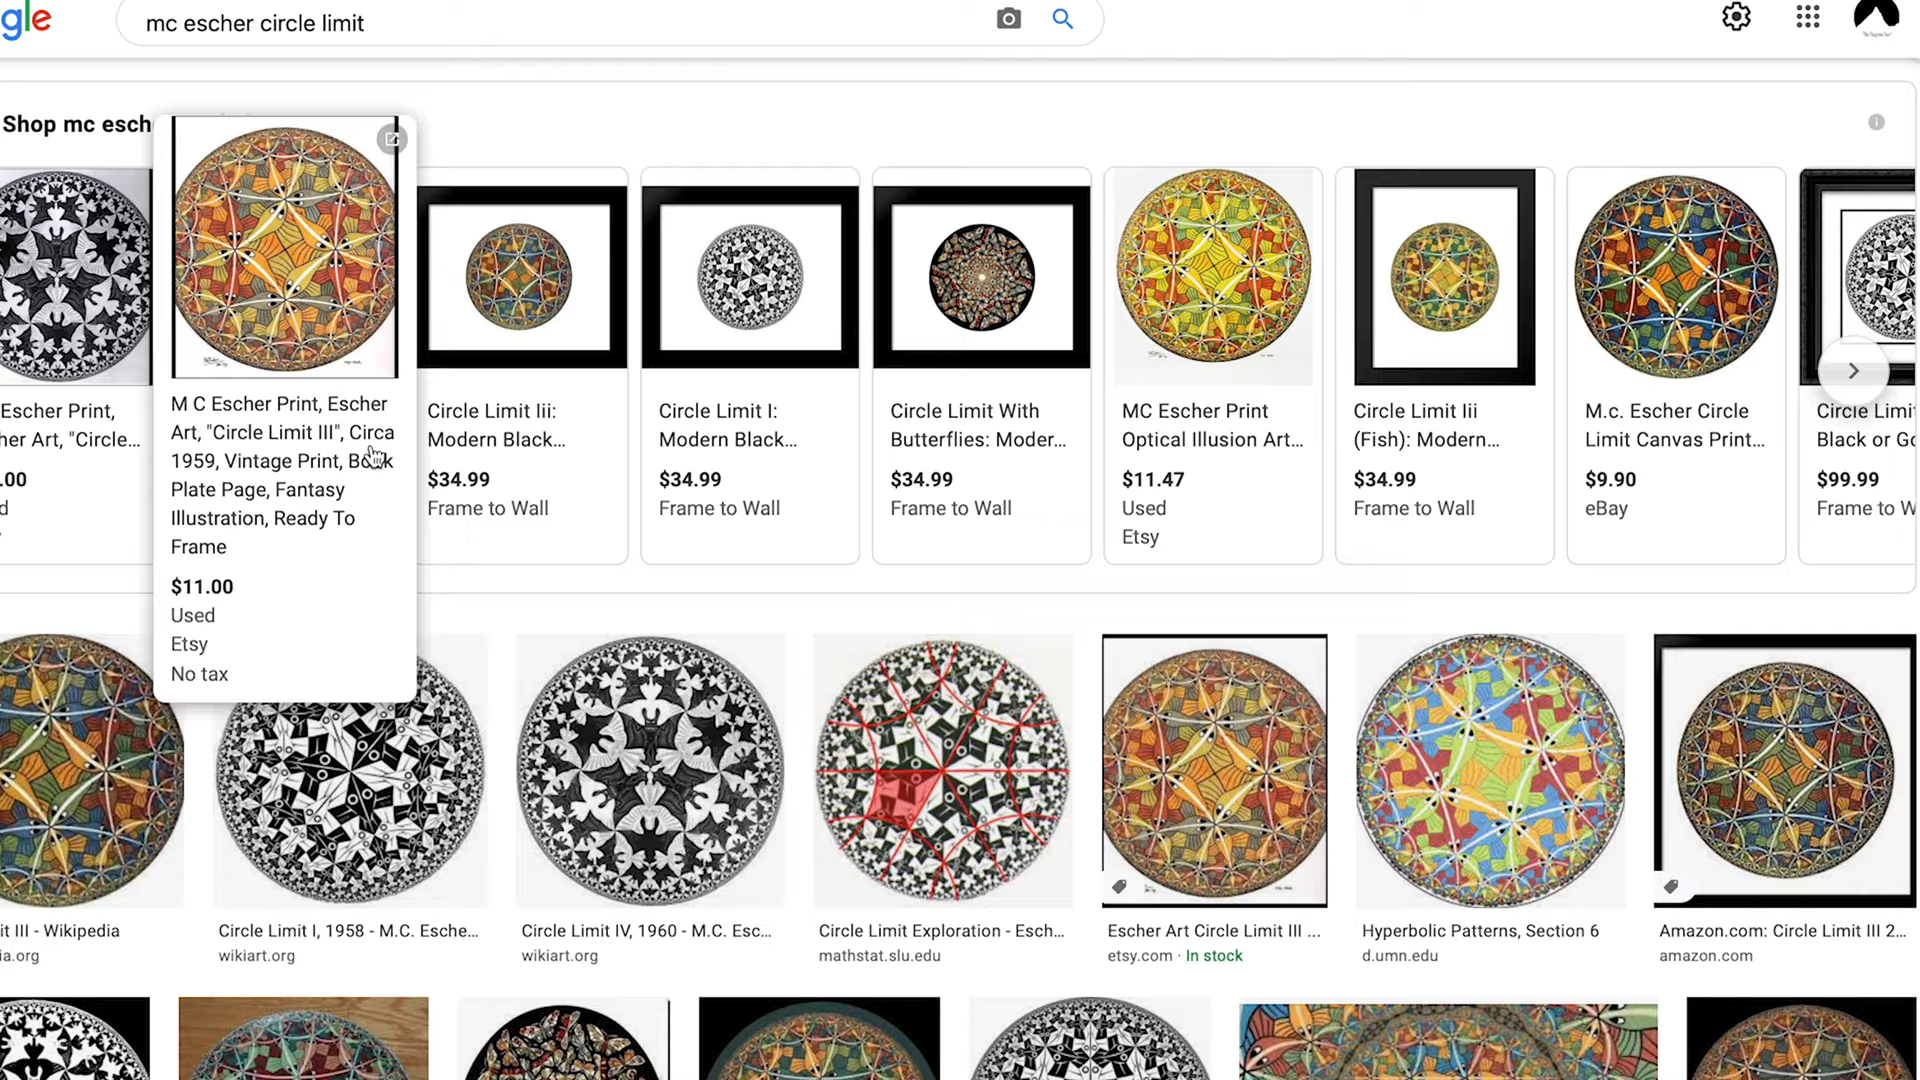 gle
mc escher circle limit
Shop mc esch
Escher Print,
her Art, "Circle...
.00
d
M C Escher Print, Escher
Art, "Circle Limit III", Circa
1959, Vintage Print, Book
Plate Page, Fantasy
Illustration, Ready To
Frame
$11.00
Used
Etsy
No tax
Circle Limit Iii:
Modern Black...
$34.99
Frame to Wall
Circle Limit I:
Modern Black...
$34.99
Frame to Wall
Circle Limit With
Butterflies: Moder...
$34.99
Frame to Wall
MC Escher Print
Optical Illusion Art...
$11.47
Used
Etsy
Circle Limit Iii
(Fish): Modern...
$34.99
Frame to Wall
M.c. Escher Circle
Limit Canvas Print...
$9.90
eBay
Circle Limi
Black or Go
$99.99
Frame to W
it III - Wikipedia
ia.org
Circle Limit I, 1958 - M.C. Esche...
wikiart.org
Circle Limit IV, 1960 - M.C. Esc...
wikiart.org
Circle Limit Exploration - Esch...
mathstat.slu.edu
Escher Art Circle Limit III ...
etsy.com · In stock
Hyperbolic Patterns, Section 6
d.umn.edu
Amazon.com: Circle Limit III 2...
amazon.com